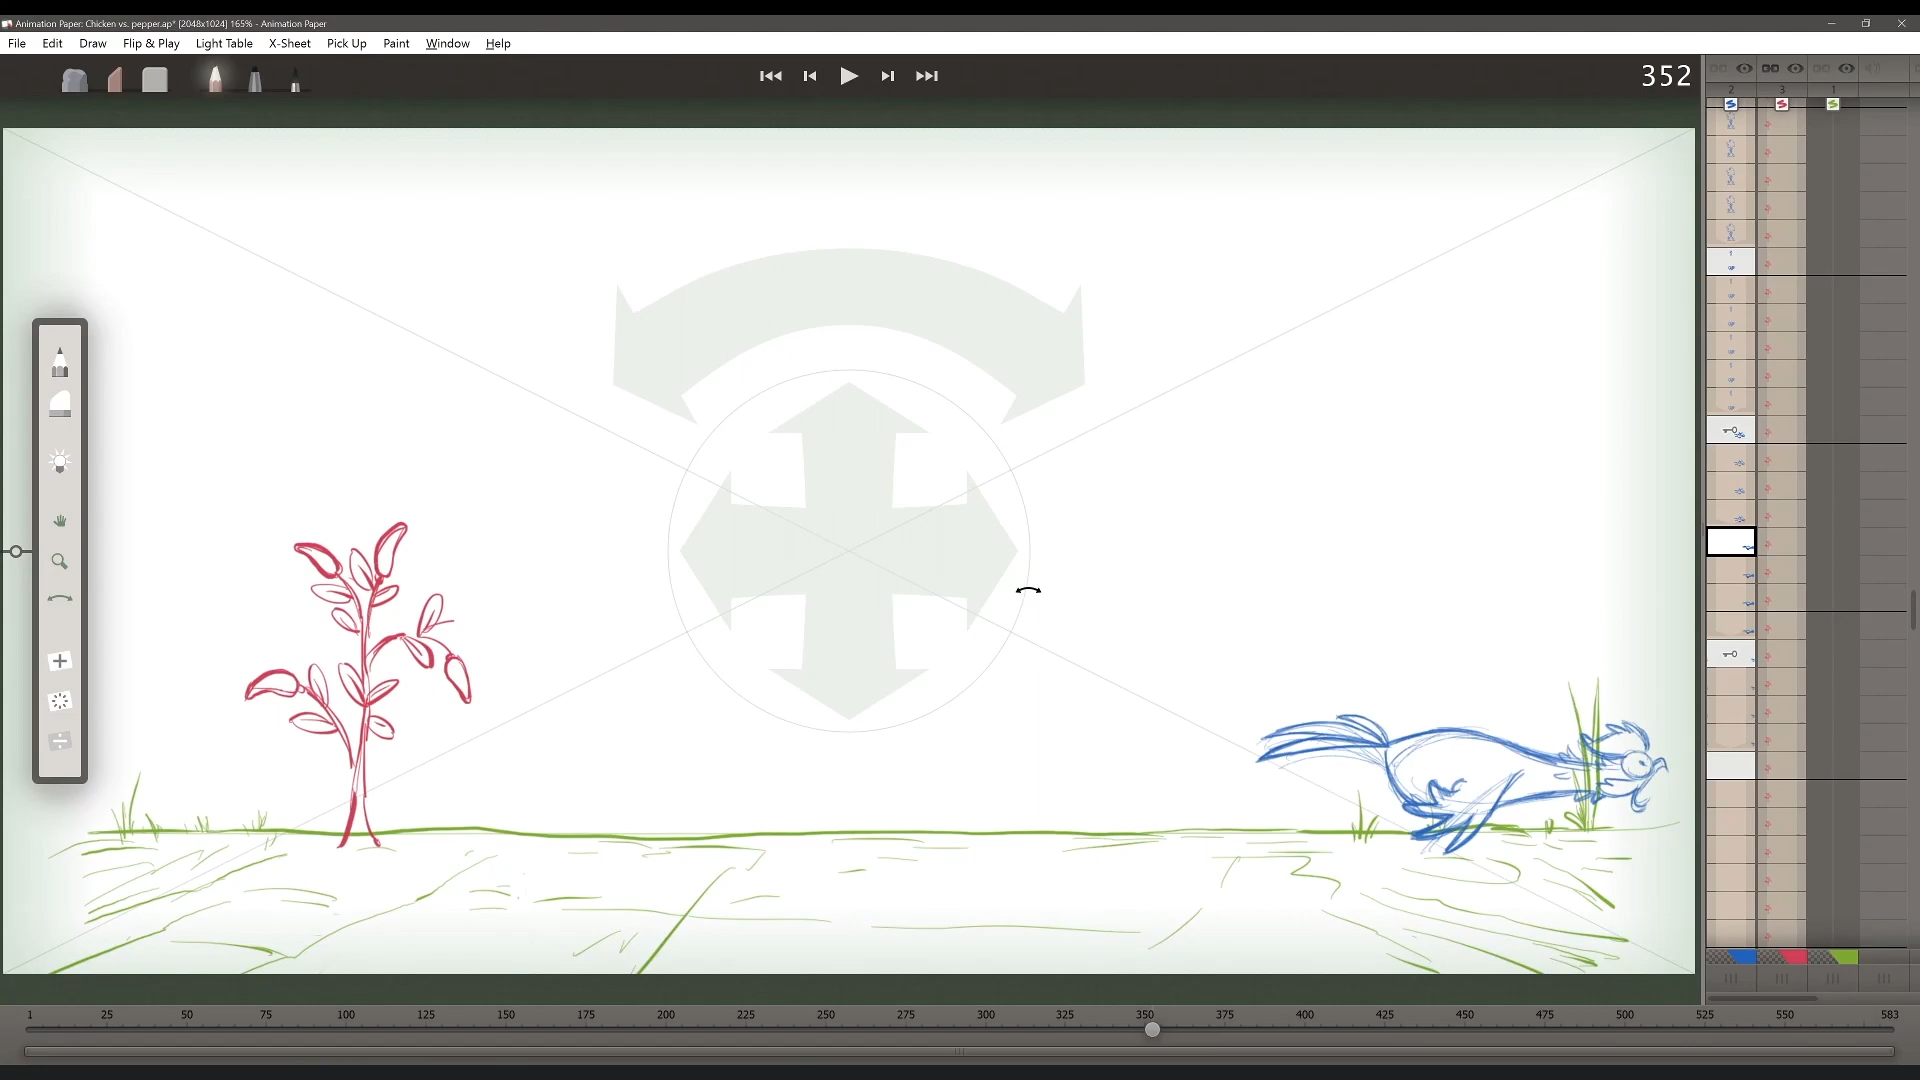 Animation Paper: Chicken vs. pepper.ap* [2048x1024] 165% - Animation Paper
File Edit Draw Flip & Play Light Table X-Sheet Pick Up Paint Window Help
352
2 3 1
1 25 50 75 100 125 150 175 200 225 250 275 300 325 350 375 400 425 450 475 500 525 550 583